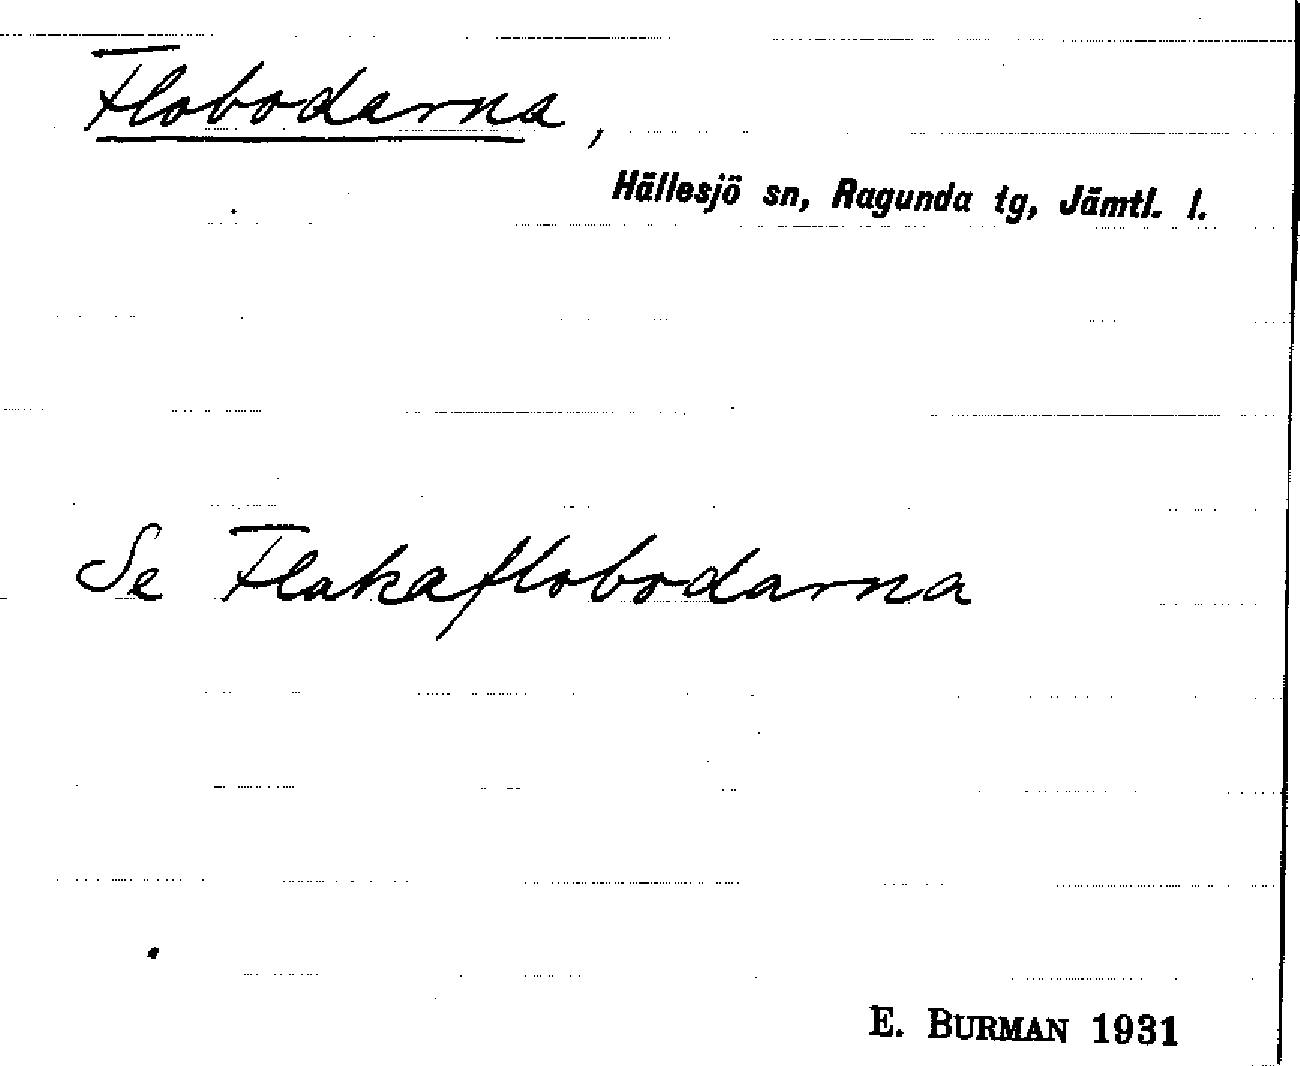 Flobodarna,
Hällesjö sn, Ragunda tg, Jämtl. l.
Se Flakaflobodarna
E. BURMAN 1931